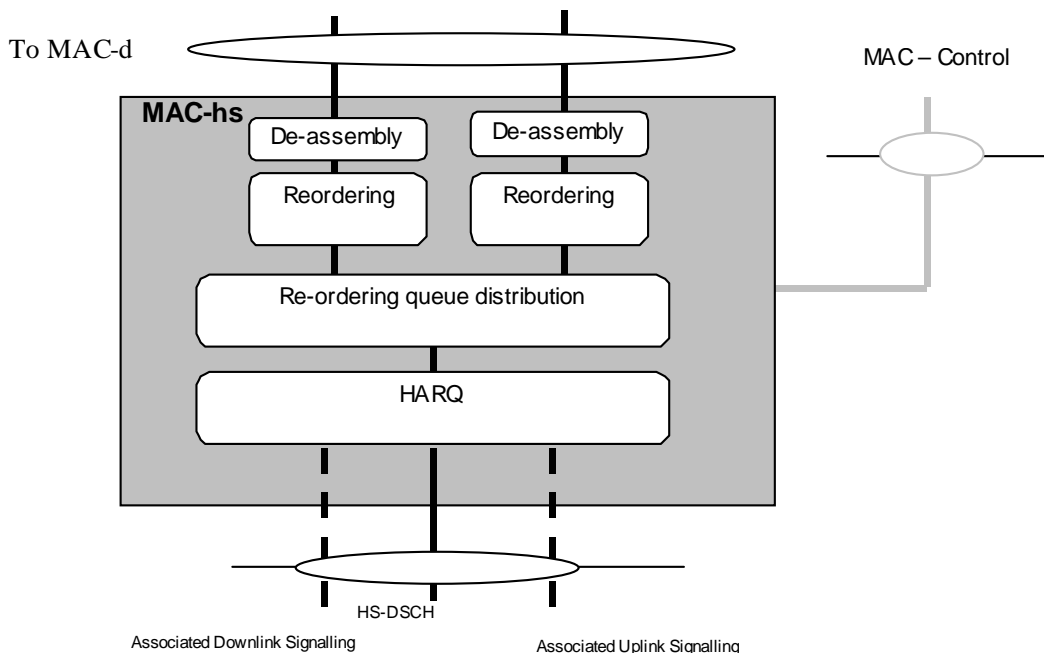 To MAC-d
MAC – Control
MAC-hs
De-assembly
De-assembly
Reordering
Reordering
Re-ordering queue distribution
HARQ
HS-DSCH
Associated Downlink Signalling
Associated Uplink Signalling